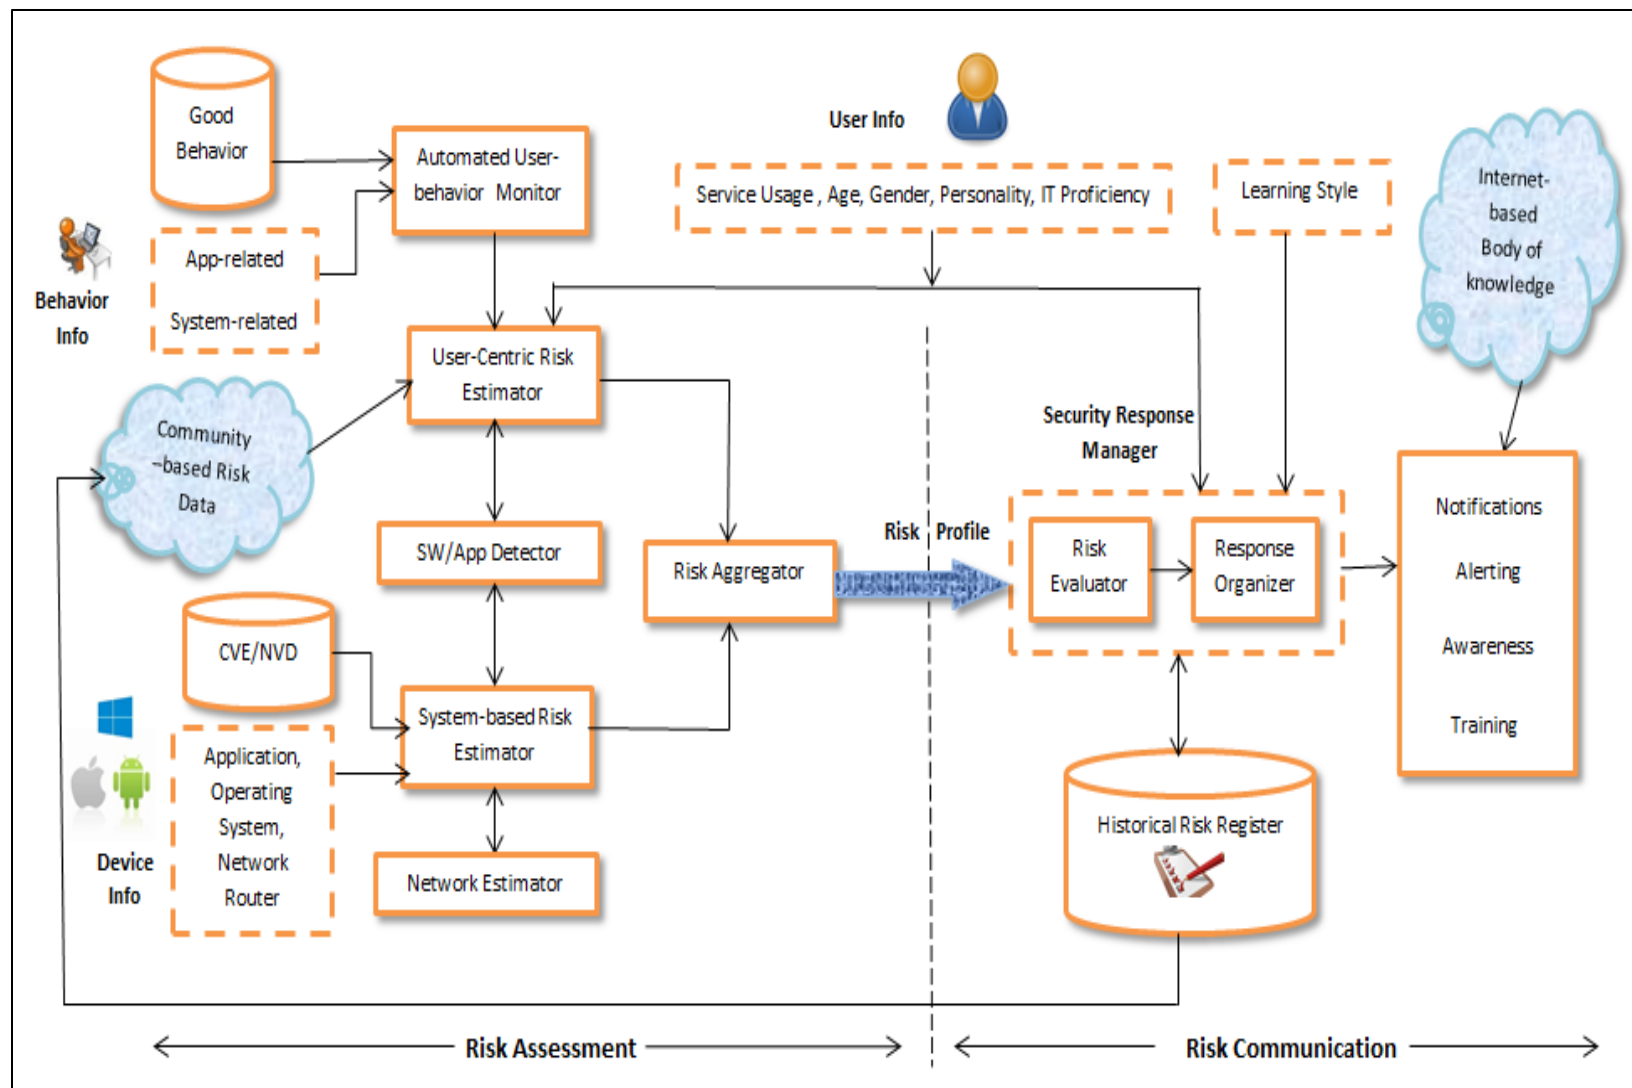 Good
Behavior
Automated User-
behavior Monitor
User Info
Service Usage , Age, Gender, Personality, IT Proficiency
Learning Style
Internet-
based
Body of
knowledge
Behavior
Info
App-related
System-related
User-Centric Risk
Estimator
Community
–based Risk
Data
Security Response
Manager
SW/App Detector
Risk Aggregator
Risk Profile
Risk
Evaluator
Response
Organizer
Notifications
Alerting
Awareness
Training
CVE/NVD
System-based Risk
Estimator
Application,
Operating
System,
Network
Router
Device
Info
Network Estimator
Historical Risk Register
Risk Assessment
Risk Communication